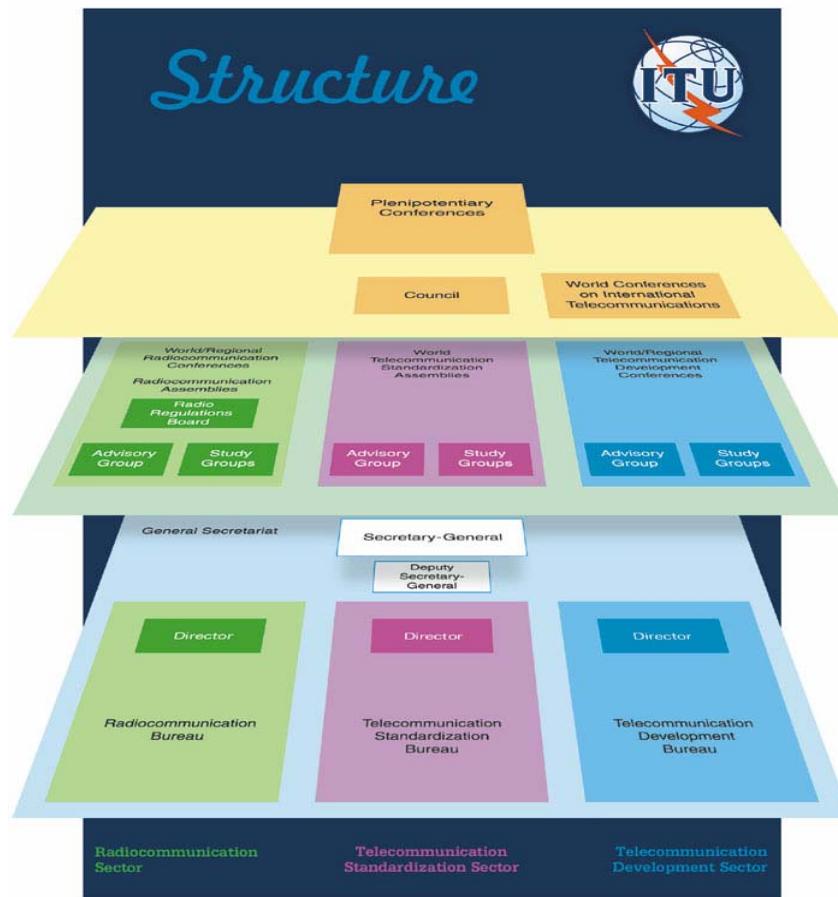 Structure
ITU
Plenipotentiary
Conferences
Council
World Conferences
on International
Telecommunications
World/Regional
Radiocommunication
Conferences
Radiocommunication
Assemblies
Radio
Regulations
Board
Advisory
Group
Study
Groups
World
Telecommunication
Standardization
Assemblies
Advisory
Group
Study
Groups
World/Regional
Telecommunication
Development
Conferences
Advisory
Group
Study
Groups
General Secretariat
Secretary-General
Deputy
Secretary-
General
Director
Radiocommunication
Bureau
Director
Telecommunication
Standardization
Bureau
Director
Telecommunication
Development
Bureau
Radiocommunication
Sector
Telecommunication
Standardization Sector
Telecommunication
Development Sector